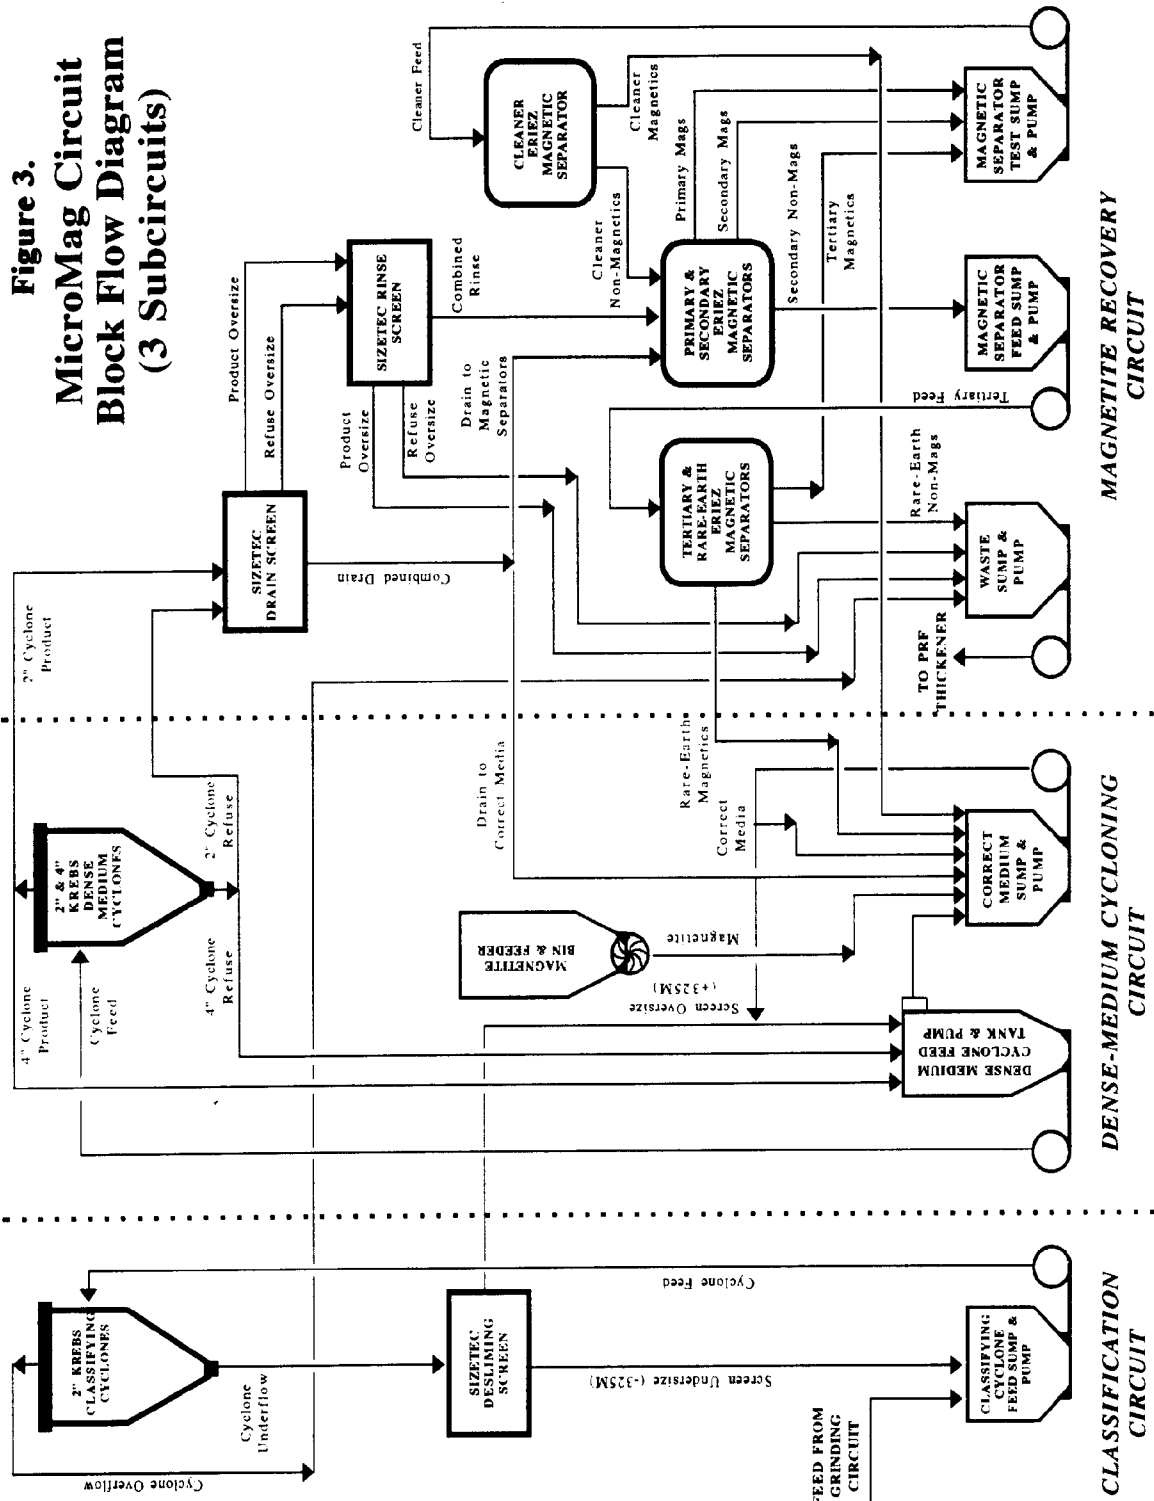 Figure 3.
MicroMag Circuit
Block Flow Diagram
(3 Subcircuits)
2" KREBS
CLASSIFYING
CYCLONES
Cyclone Overflow
Cyclone
Underflow
Cyclone Feed
SIZETEC
DESLIMING
SCREEN
Screen Undersize (-325M)
FEED FROM
GRINDING
CIRCUIT
CLASSIFYING
CYCLONE
FEED SUMP &
PUMP
CLASSIFICATION
CIRCUIT
4" Cyclone
Product
Cyclone
Feed
2" & 4"
KREBS
DENSE
MEDIUM
CYCLONES
2" Cyclone
Product
4" Cyclone
Refuse
2" Cyclone
Refuse
MAGNETITE
BIN & FEEDER
Magnetite
Screen Oversize
(+325M)
Drain to
Correct Media
Rare-Earth
Magnetics
Correct
Media
DENSE MEDIUM
CYCLONE FEED
TANK & PUMP
CORRECT
MEDIUM
SUMP &
PUMP
DENSE-MEDIUM CYCLONING
CIRCUIT
SIZETEC
DRAIN SCREEN
Product Oversize
Refuse Oversize
Combined Drain
SIZETEC RINSE
SCREEN
Product
Oversize
Refuse
Oversize
Combined
Rinse
Drain to
Magnetic
Separators
Cleaner Feed
CLEANER
ERIEZ
MAGNETIC
SEPARATOR
Cleaner
Non-Magnetics
Cleaner
Magnetics
TERTIARY &
RARE-EARTH
ERIEZ
MAGNETIC
SEPARATORS
PRIMARY &
SECONDARY
ERIEZ
MAGNETIC
SEPARATORS
Primary Mags
Secondary Mags
Secondary Non-Mags
Tertiary
Magnetics
Tertiary Feed
Rare-Earth
Non-Mags
TO PRF
THICKENER
WASTE
SUMP &
PUMP
MAGNETIC
SEPARATOR
FEED SUMP
& PUMP
MAGNETIC
SEPARATOR
TEST SUMP
& PUMP
MAGNETITE RECOVERY
CIRCUIT